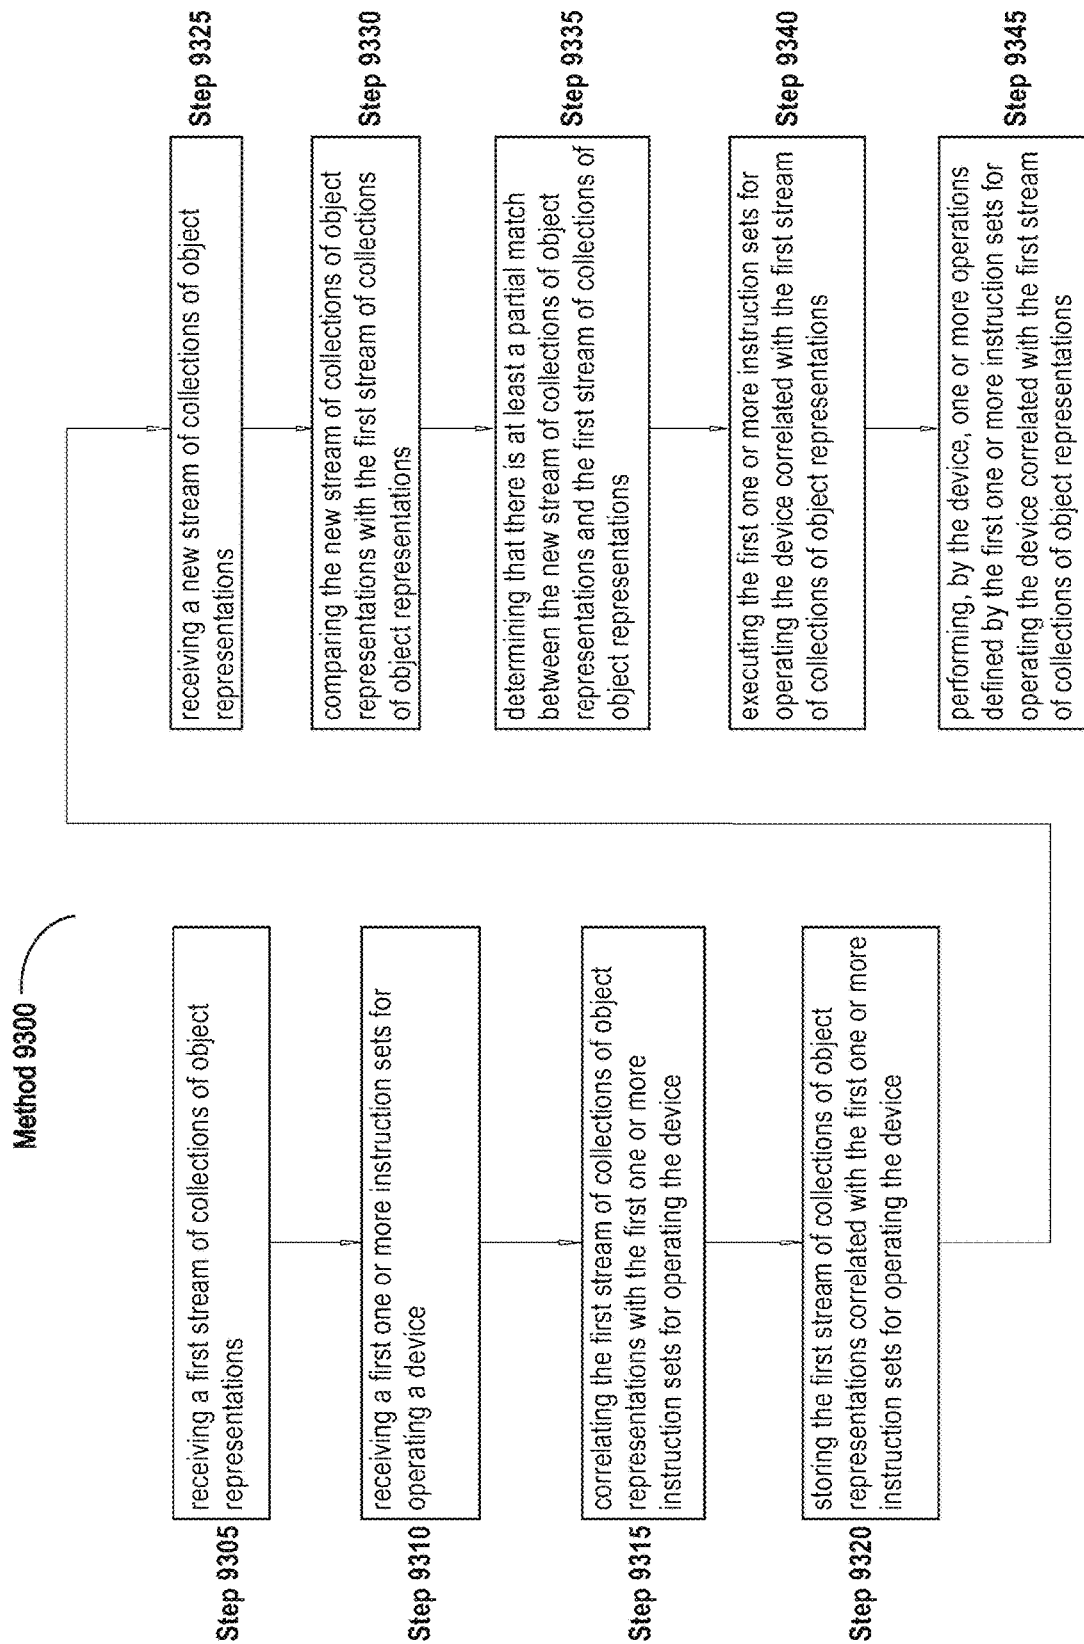 Method 9300
Step 9305
receiving a first stream of collections of object
representations
Step 9310
receiving a first one or more instruction sets for
operating a device
Step 9315
correlating the first stream of collections of object
representations with the first one or more
instruction sets for operating the device
Step 9320
storing the first stream of collections of object
representations correlated with the first one or more
instruction sets for operating the device
receiving a new stream of collections of object
representations
Step 9325
comparing the new stream of collections of object
representations with the first stream of collections
of object representations
Step 9330
determining that there is at least a partial match
between the new stream of collections of object
representations and the first stream of collections of
object representations
Step 9335
executing the first one or more instruction sets for
operating the device correlated with the first stream
of collections of object representations
Step 9340
performing, by the device, one or more operations
defined by the first one or more instruction sets for
operating the device correlated with the first stream
of collections of object representations
Step 9345